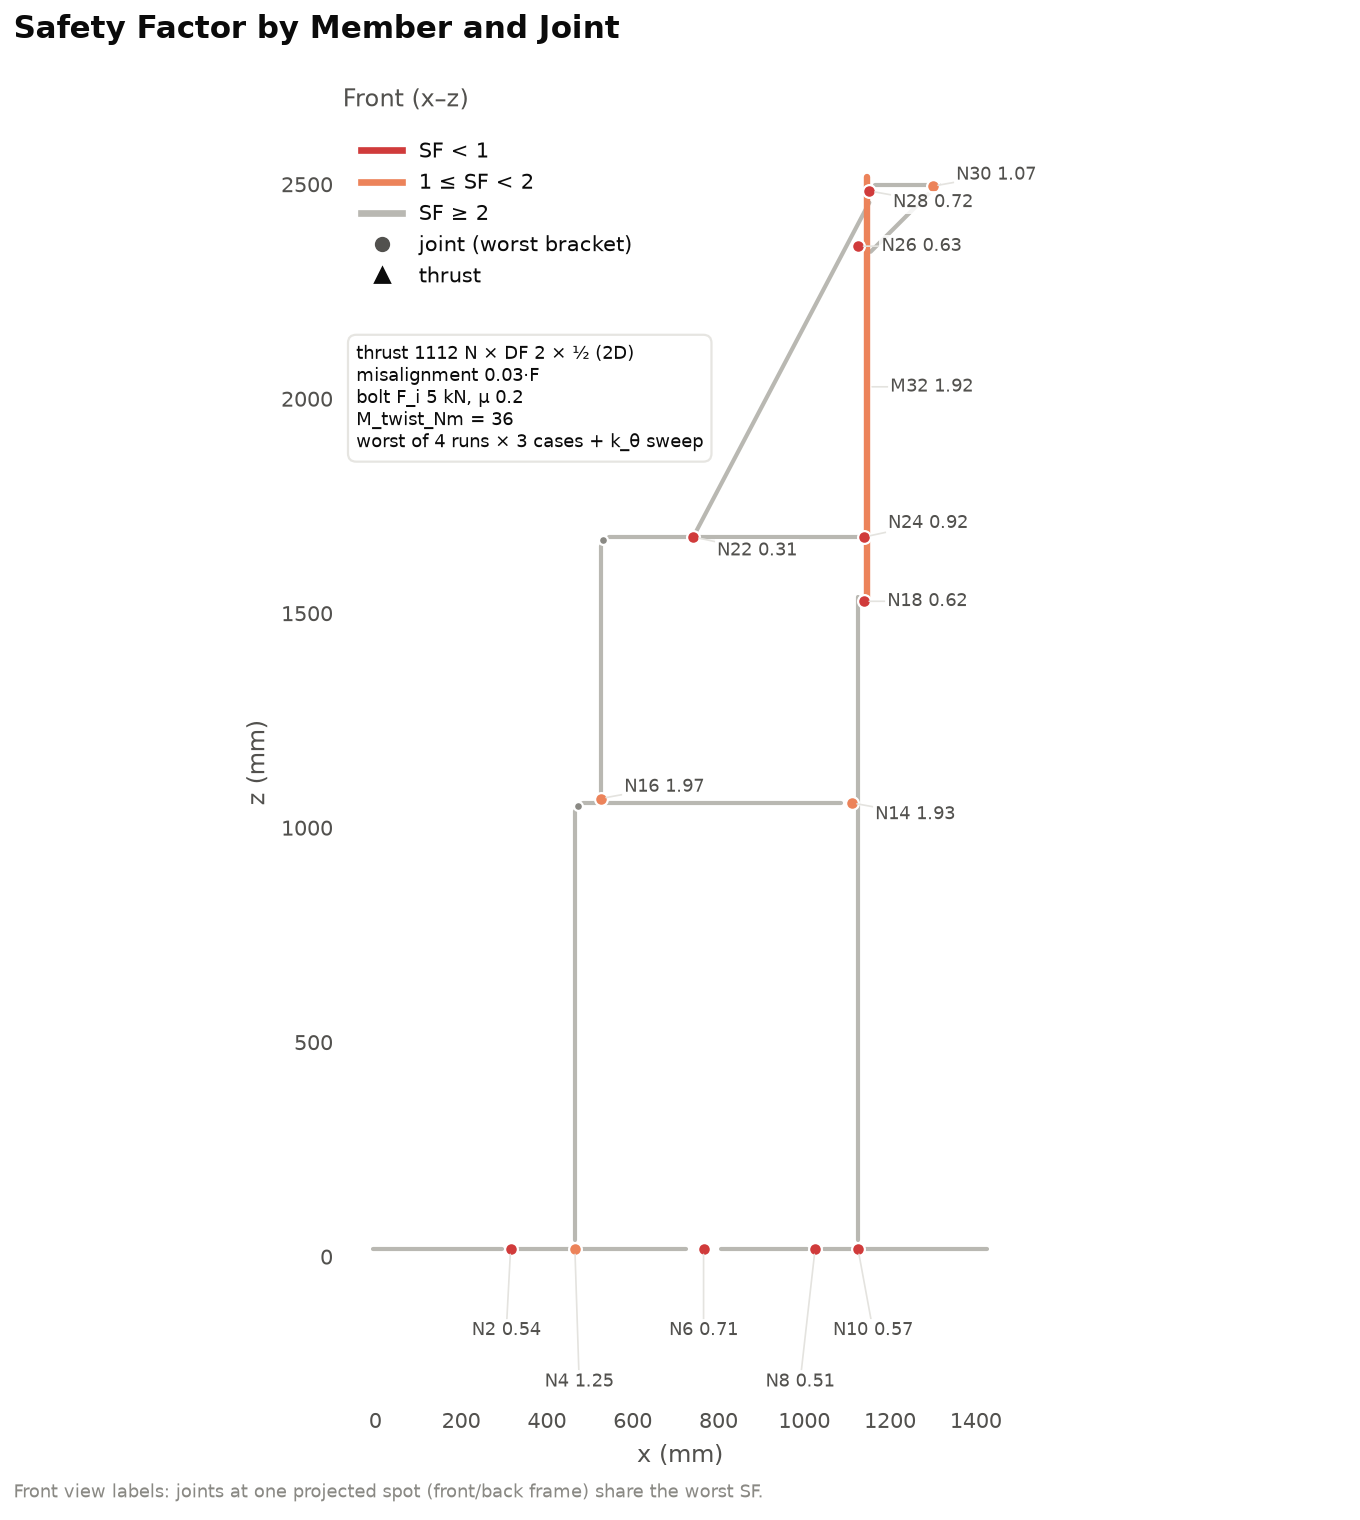 Safety Factor by Member and Joint
Front (x–z)
SF < 1
1 ≤ SF < 2
SF ≥ 2
joint (worst bracket)
thrust
thrust 1112 N × DF 2 × ½ (2D)
misalignment 0.03·F
bolt F_i 5 kN, μ 0.2
M_twist_Nm = 36
worst of 4 runs × 3 cases + k_θ sweep
N30 1.07
N28 0.72
N26 0.63
M32 1.92
N24 0.92
N22 0.31
N18 0.62
N16 1.97
N14 1.93
N2 0.54
N6 0.71
N10 0.57
N4 1.25
N8 0.51
2500
2000
1500
1000
500
0
z (mm)
0 200 400 600 800 1000 1200 1400
x (mm)
Front view labels: joints at one projected spot (front/back frame) share the worst SF.